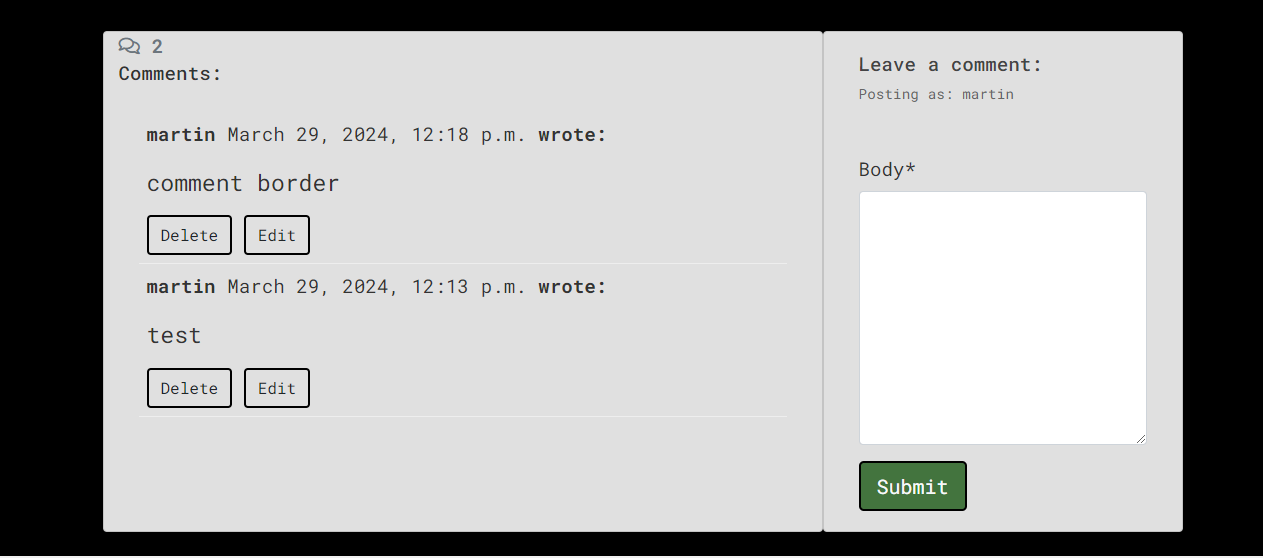 2
Comments:
martin March 29, 2024, 12:18 p.m. wrote:
comment border
Delete Edit
martin March 29, 2024, 12:13 p.m. wrote:
test
Delete Edit
Leave a comment:
Posting as: martin
Body*
Submit